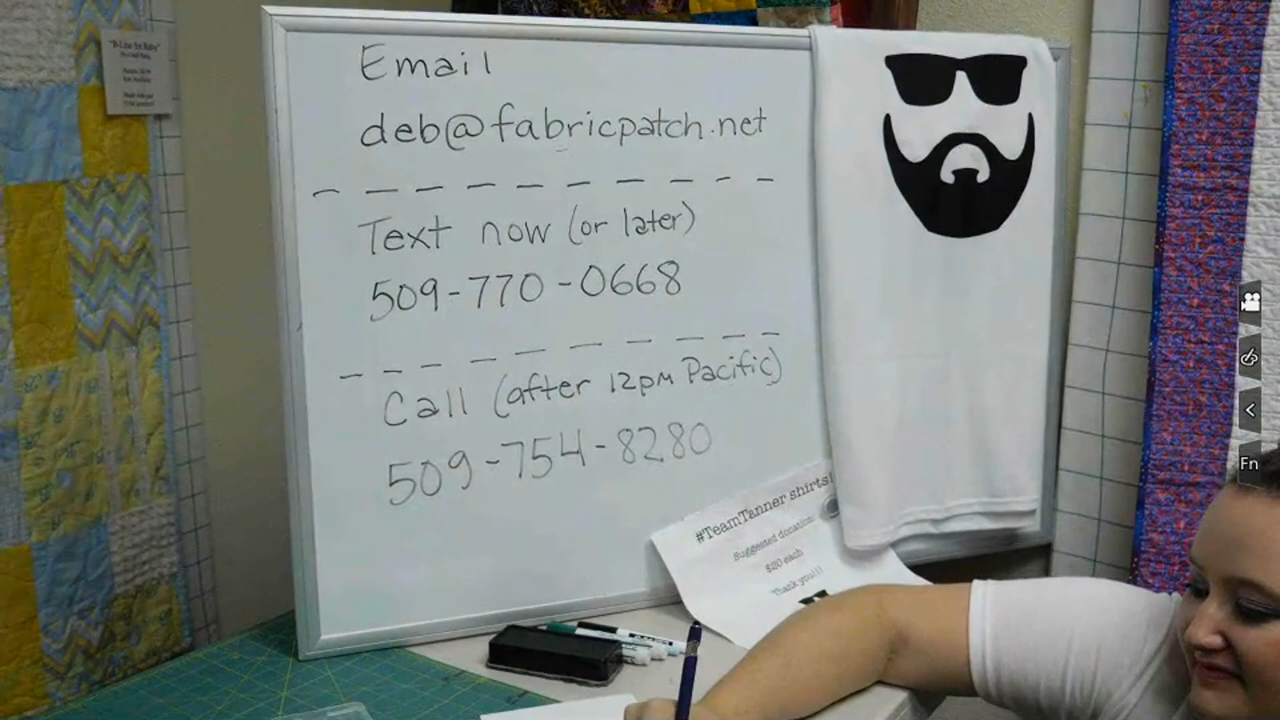 Email
deb@fabricpatch.net
Text now (or later)
509-770-0668
Call (after 12pm Pacific)
509-754-8280
#TeamTanner shirts!
Suggested donation:
$20 each
Thank you!!!
Fn